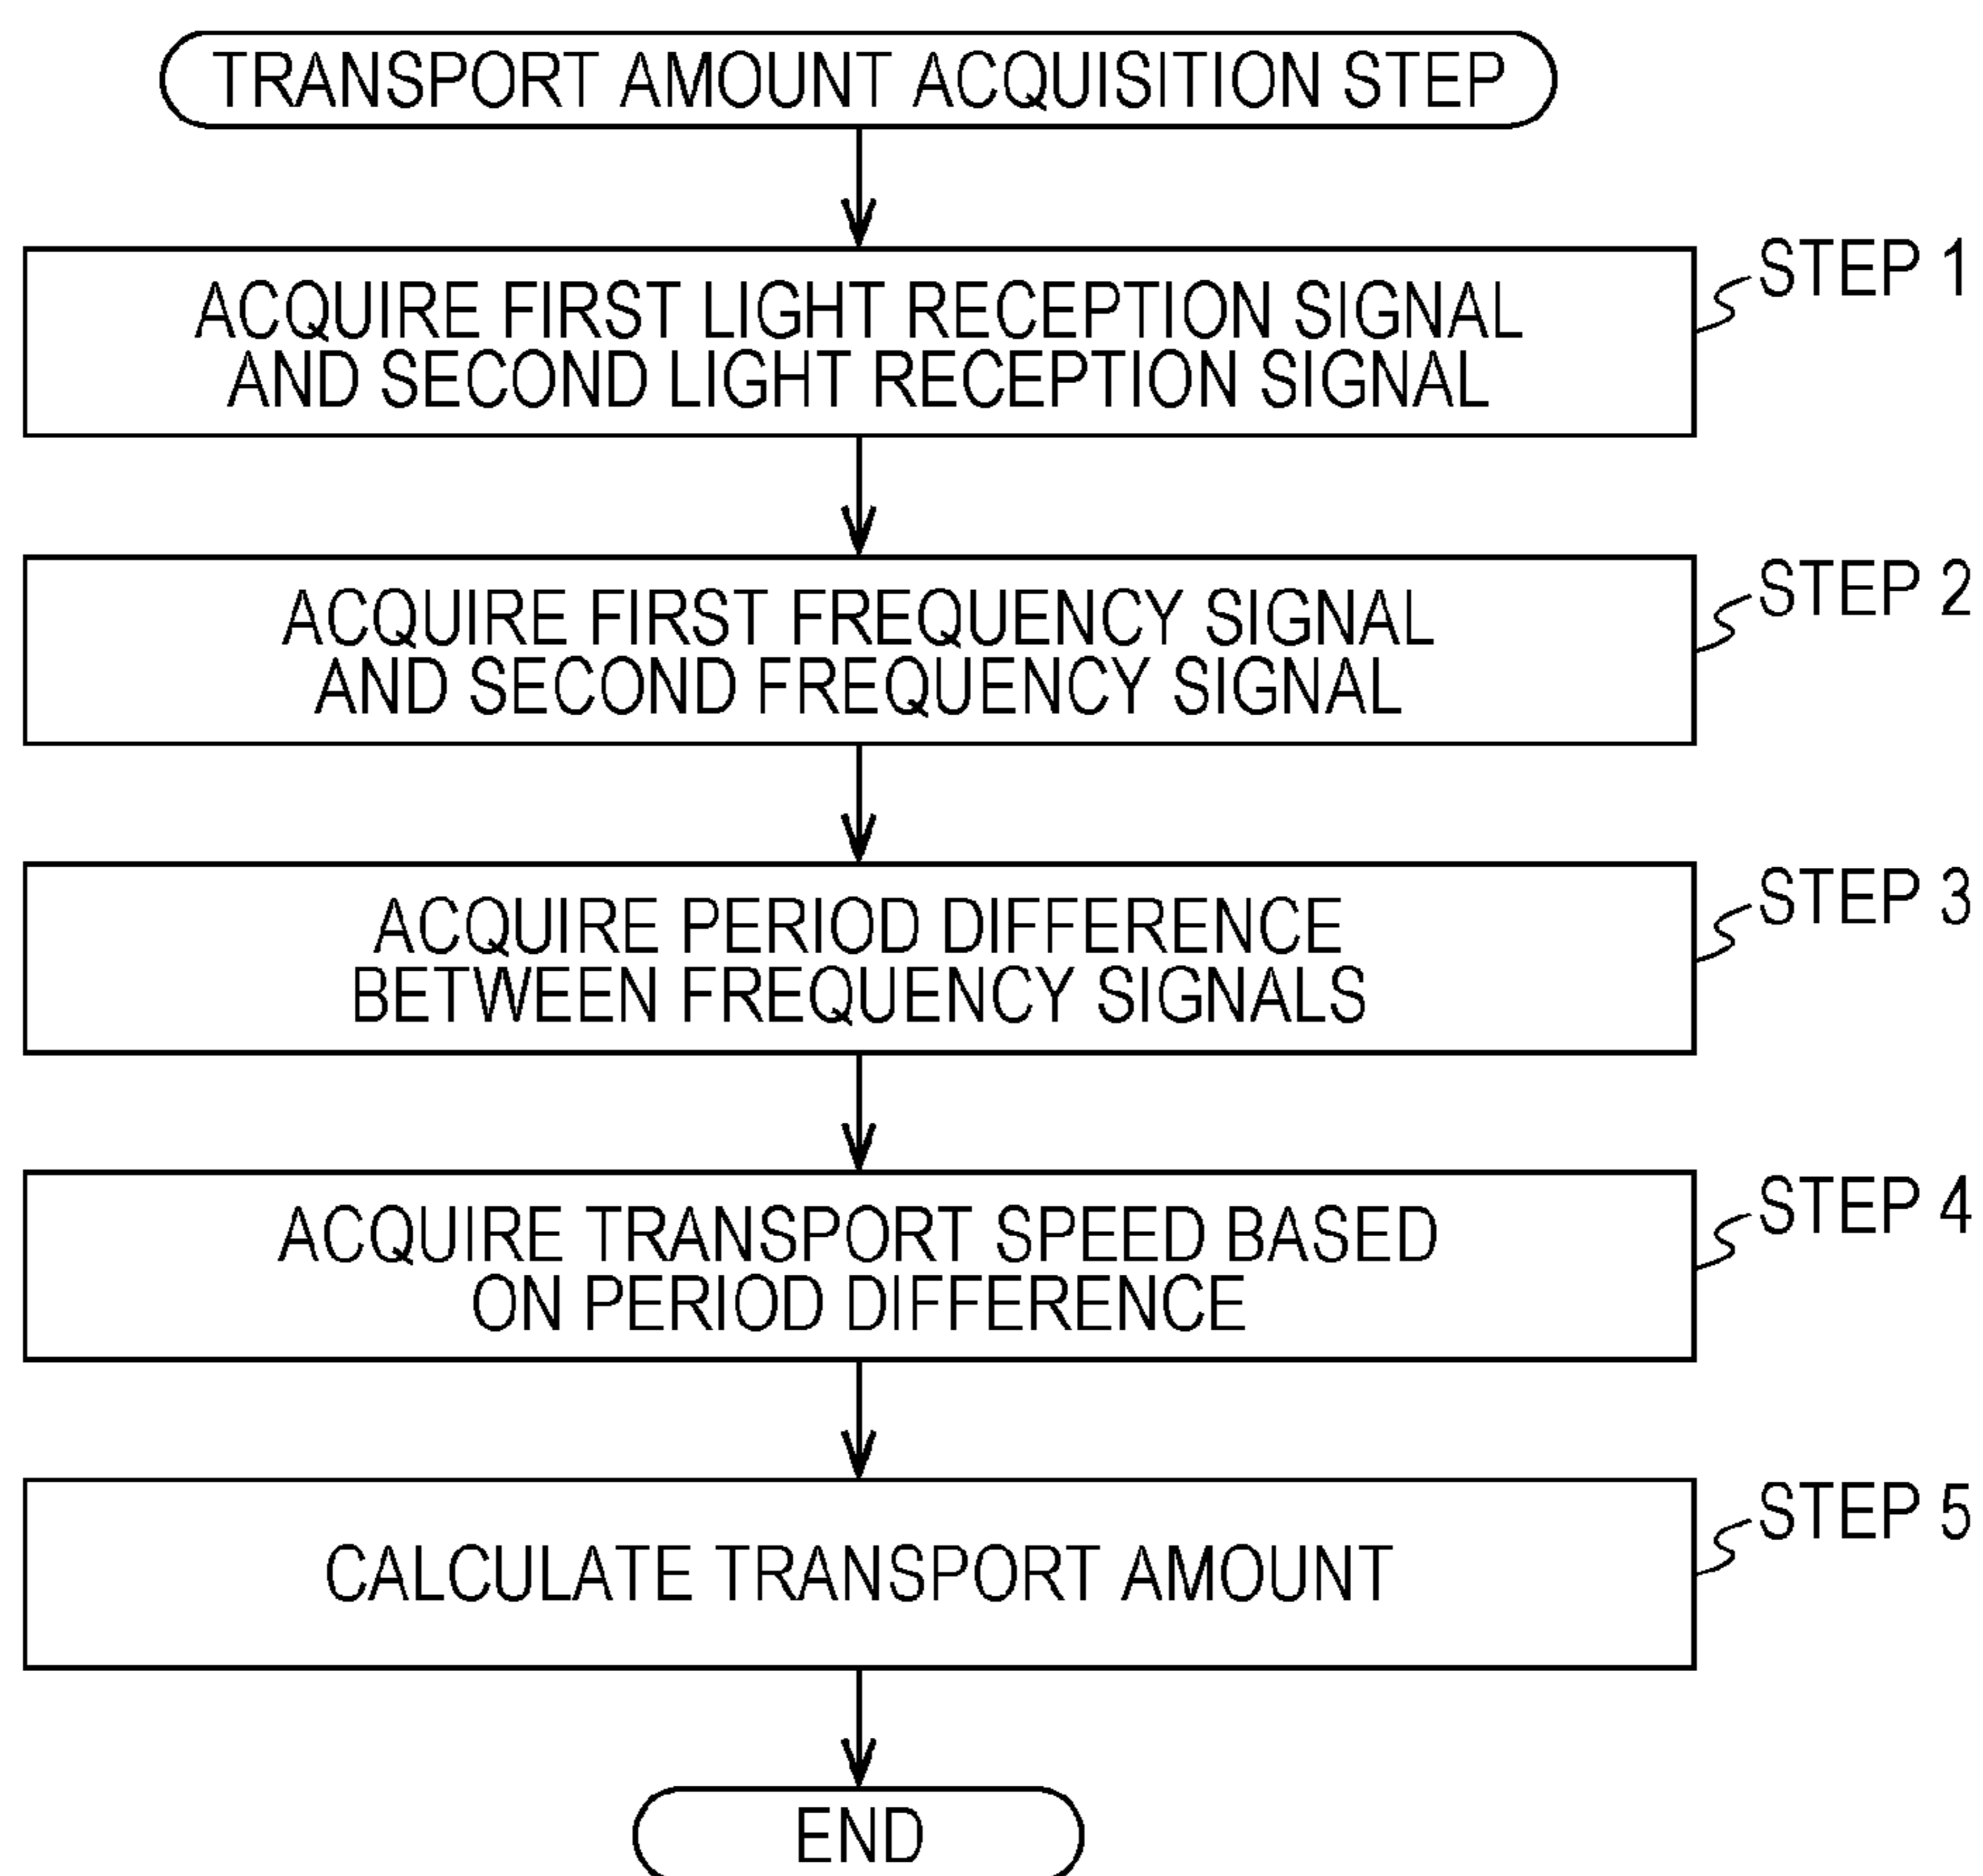 TRANSPORT AMOUNT ACQUISITION STEP
STEP 1
ACQUIRE FIRST LIGHT RECEPTION SIGNAL
AND SECOND LIGHT RECEPTION SIGNAL
STEP 2
ACQUIRE FIRST FREQUENCY SIGNAL
AND SECOND FREQUENCY SIGNAL
STEP 3
ACQUIRE PERIOD DIFFERENCE
BETWEEN FREQUENCY SIGNALS
STEP 4
ACQUIRE TRANSPORT SPEED BASED
ON PERIOD DIFFERENCE
STEP 5
CALCULATE TRANSPORT AMOUNT
END